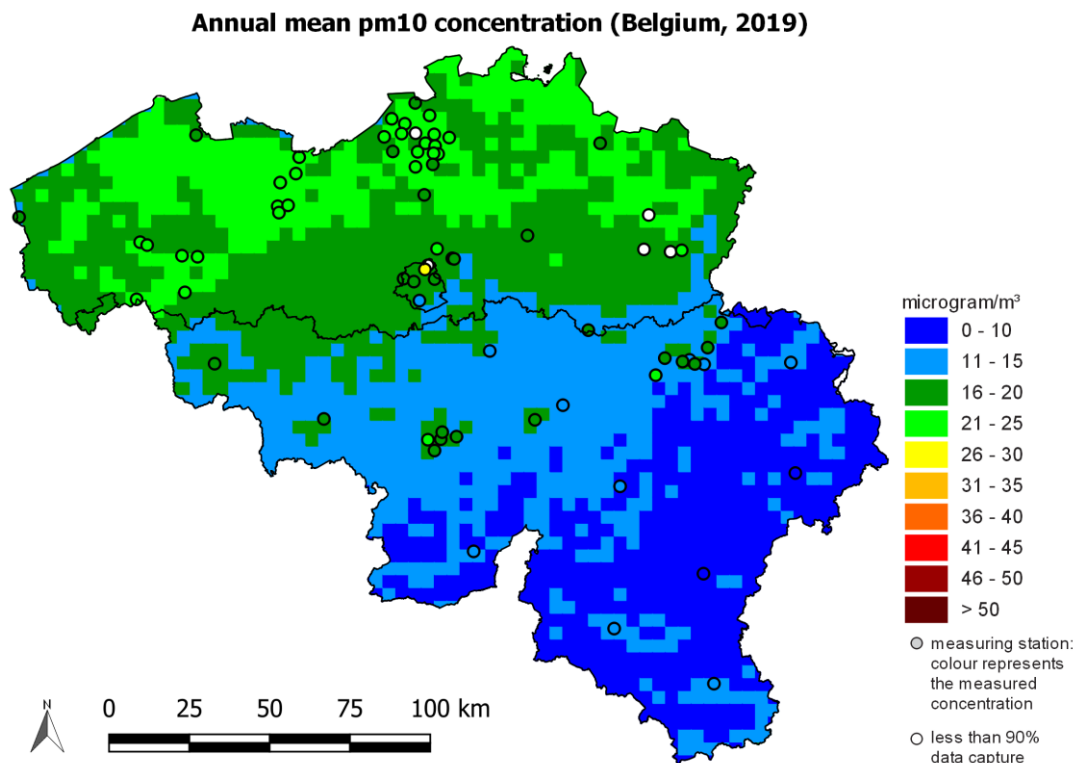 Annual mean pm10 concentration (Belgium, 2019)
microgram/m³
0 - 10
11 - 15
16 - 20
21 - 25
26 - 30
31 - 35
36 - 40
41 - 45
46 - 50
> 50
measuring station:
colour represents
the measured
concentration
less than 90%
data capture
N
0 25 50 75 100 km